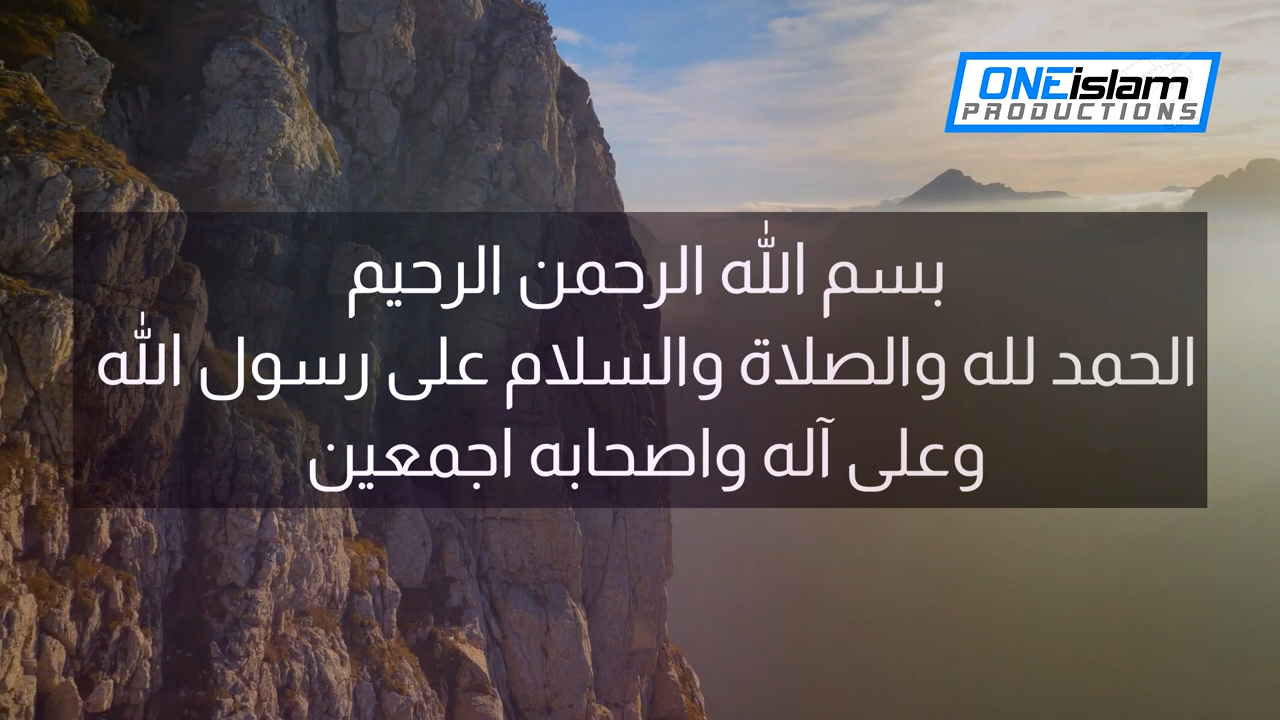 ONEislam
PRODUCTIONS
بسم الله الرحمن الرحيم
الحمد لله والصلاة والسلام على رسول الله
وعلى آله واصحابه اجمعين